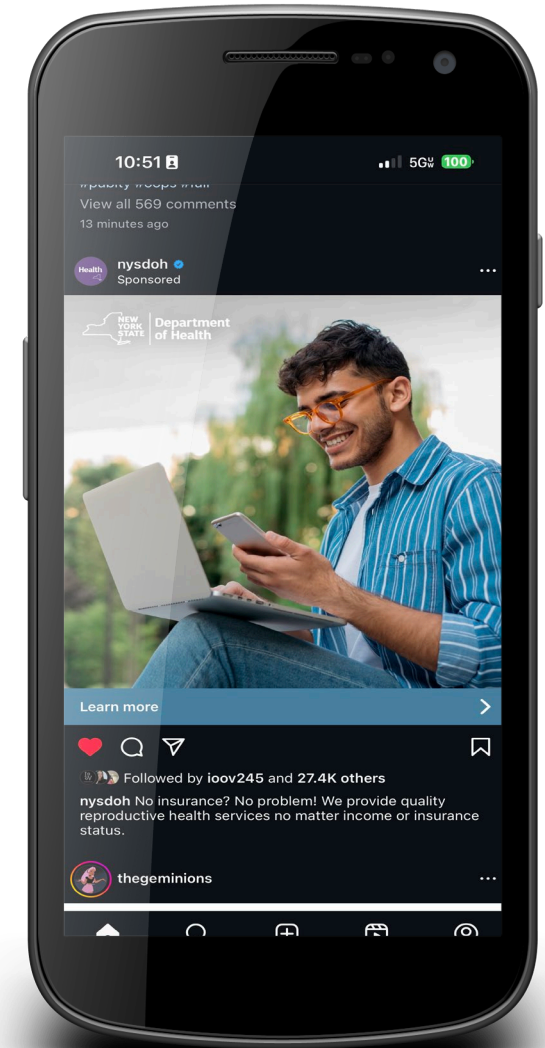 10:51
5GW 100
View all 569 comments
13 minutes ago
Health
nysdoh
Sponsored
NEW
YORK
STATE
Department
of Health
Learn more
Followed by ioov245 and 27.4K others
nysdoh No insurance? No problem! We provide quality
reproductive health services no matter income or insurance
status.
thegeminions